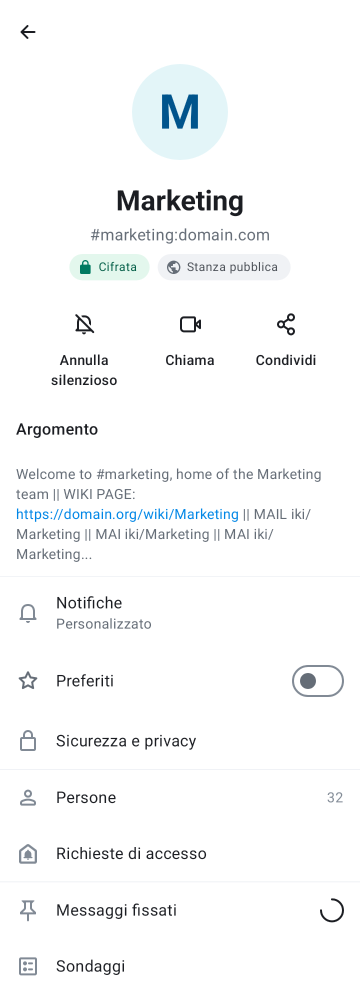 M
Marketing
#marketing:domain.com
Cifrata Stanza pubblica
Annulla silenzioso
Chiama
Condividi
Argomento
Welcome to #marketing, home of the Marketing
team || WIKI PAGE:
https://domain.org/wiki/Marketing || MAIL iki/
Marketing || MAI iki/Marketing || MAI iki/
Marketing...
Notifiche
Personalizzato
Preferiti
Sicurezza e privacy
Persone 32
Richieste di accesso
Messaggi fissati
Sondaggi